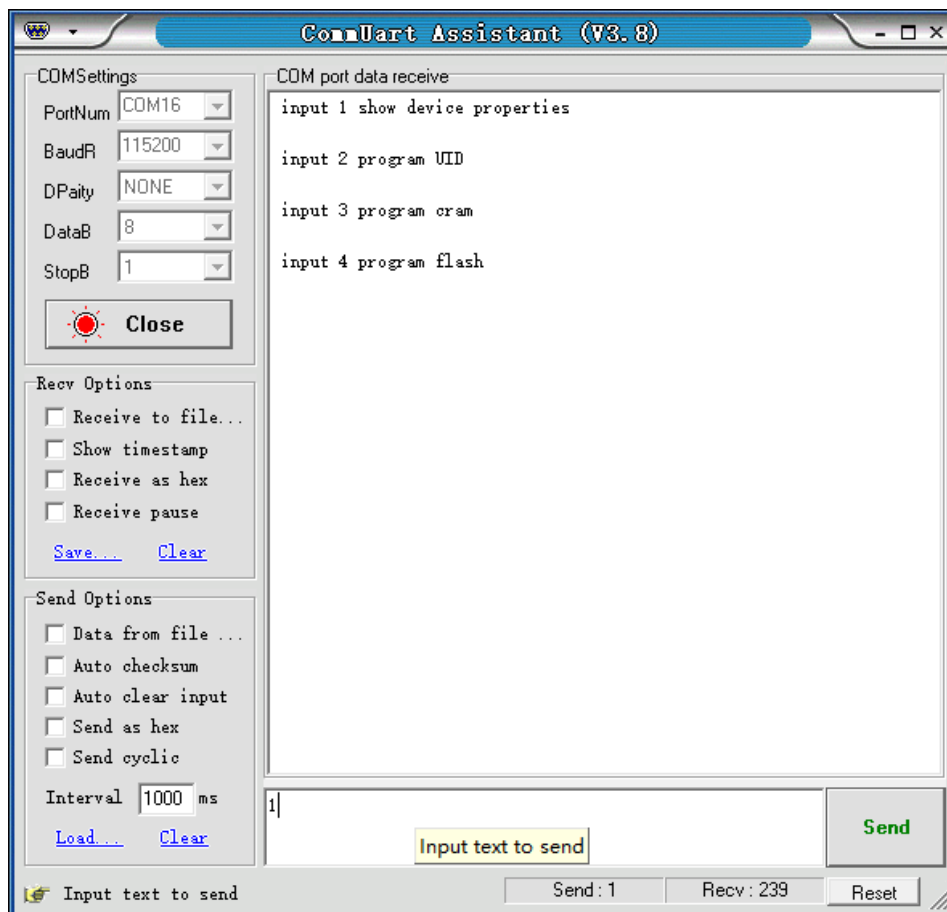 CommUart Assistant (V3.8)
COMSettings
PortNum COM16
BaudR 115200
DPaity NONE
DataB 8
StopB 1
Close
Recv Options
Receive to file...
Show timestamp
Receive as hex
Receive pause
Save... Clear
Send Options
Data from file ...
Auto checksum
Auto clear input
Send as hex
Send cyclic
Interval 1000 ms
Load... Clear
COM port data receive
input 1 show device properties
input 2 program UID
input 3 program cram
input 4 program flash
1
Input text to send
Send
Input text to send
Send : 1
Recv : 239
Reset